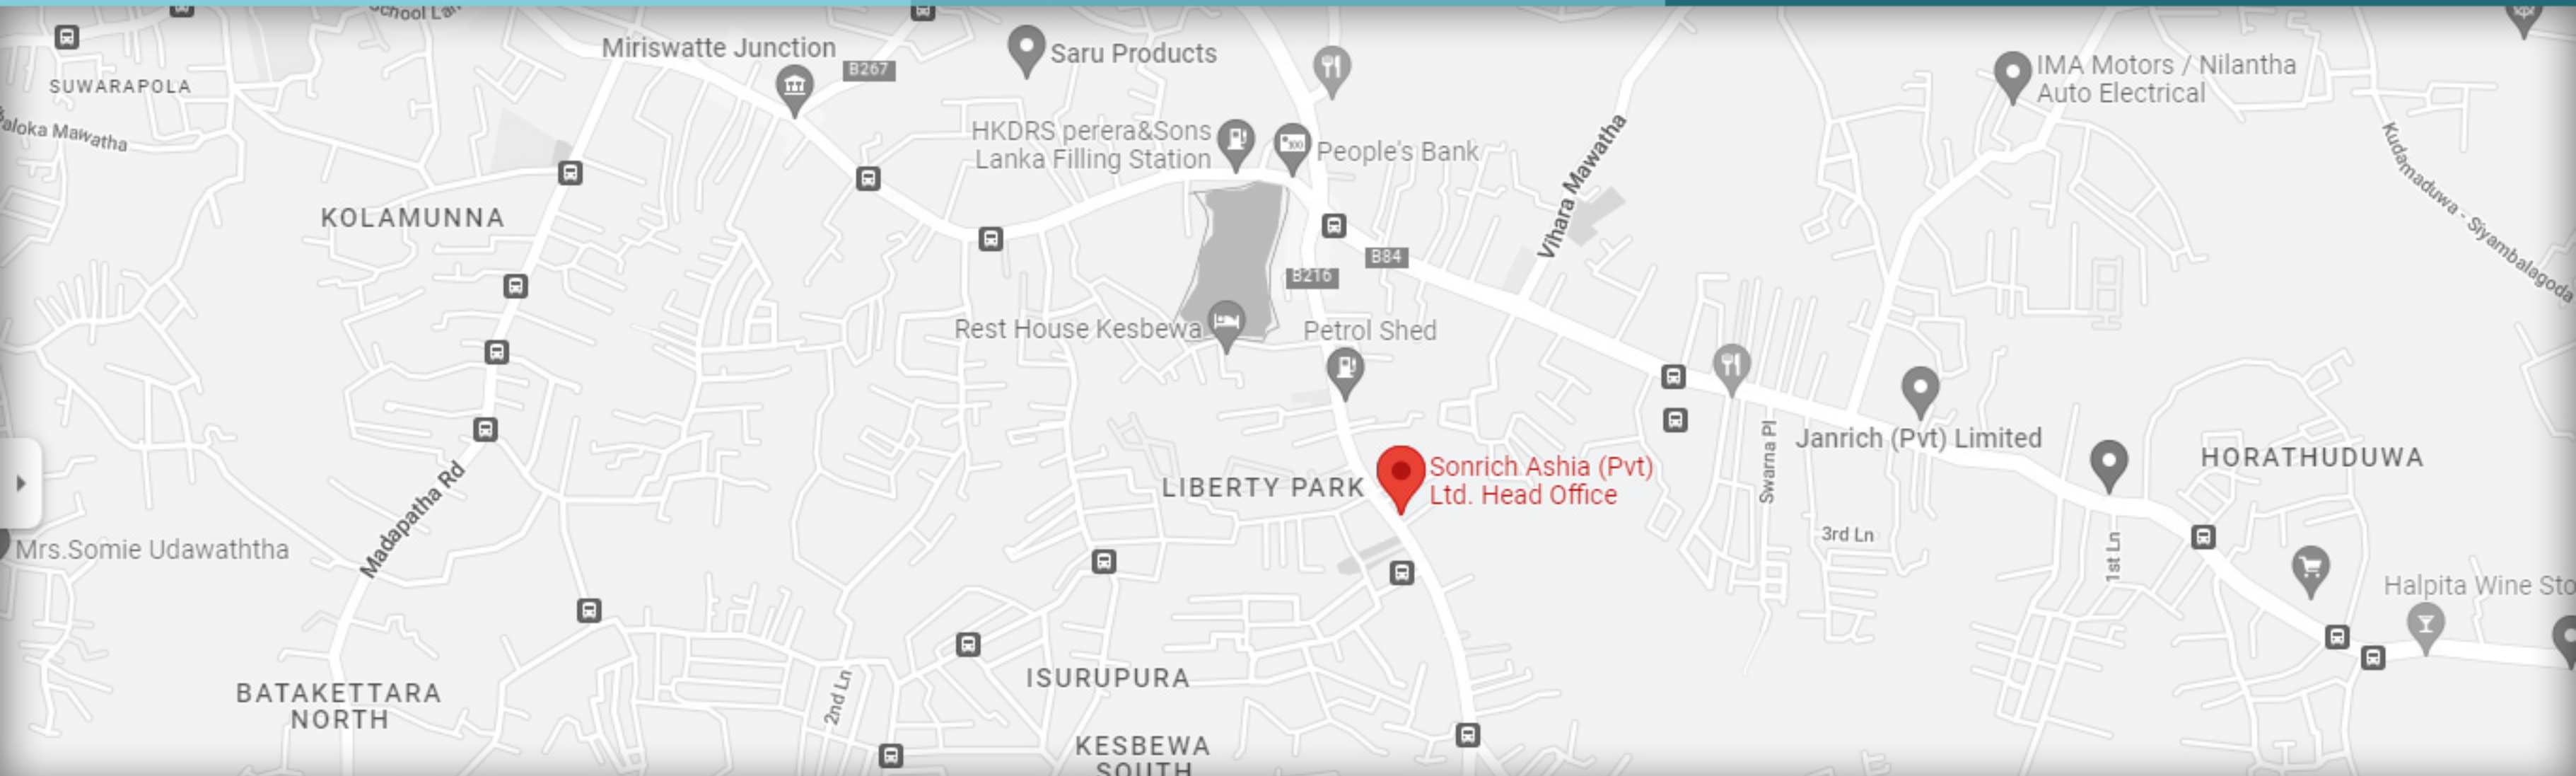 School Lan
Miriswatte Junction
B267
Saru Products
IMA Motors / Nilantha
Auto Electrical
SUWARAPOLA
aloka Mawatha
HKDRS perera&Sons
Lanka Filling Station
100
People's Bank
Vihara Mawatha
Kudamaduwa - Siyambalagoda
KOLAMUNNA
B84
B216
Rest House Kesbewa
Petrol Shed
Janrich (Pvt) Limited
HORATHUDUWA
Swarna Pl
Sonrich Ashia (Pvt)
Ltd. Head Office
LIBERTY PARK
Madapatha Rd
3rd Ln
1st Ln
Mrs.Somie Udawaththa
Halpita Wine Sto
ISURUPURA
2nd Ln
BATAKETTARA
NORTH
KESBEWA
SOUTH